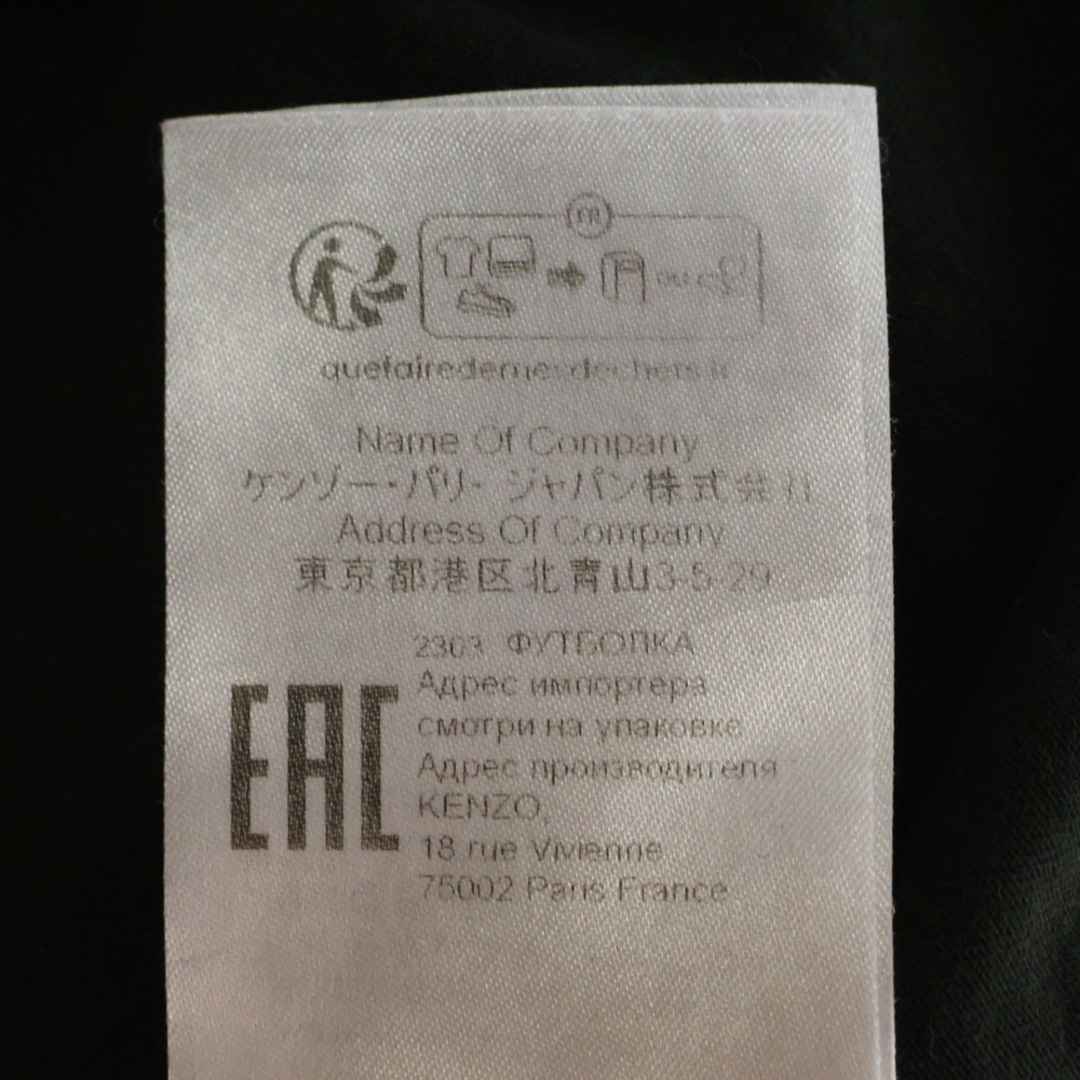 FR
OU
quefairedemesdechets.fr
Name Of Company
ケンゾー・パリ・ジャパン株式会社
Address Of Company
東京都港区北青山3-5-29
2303 ФУТБОЛКА
Адрес импортера
смотри на упаковке
Адрес производителя
KENZO,
18 rue Vivienne
75002 Paris France
EAC